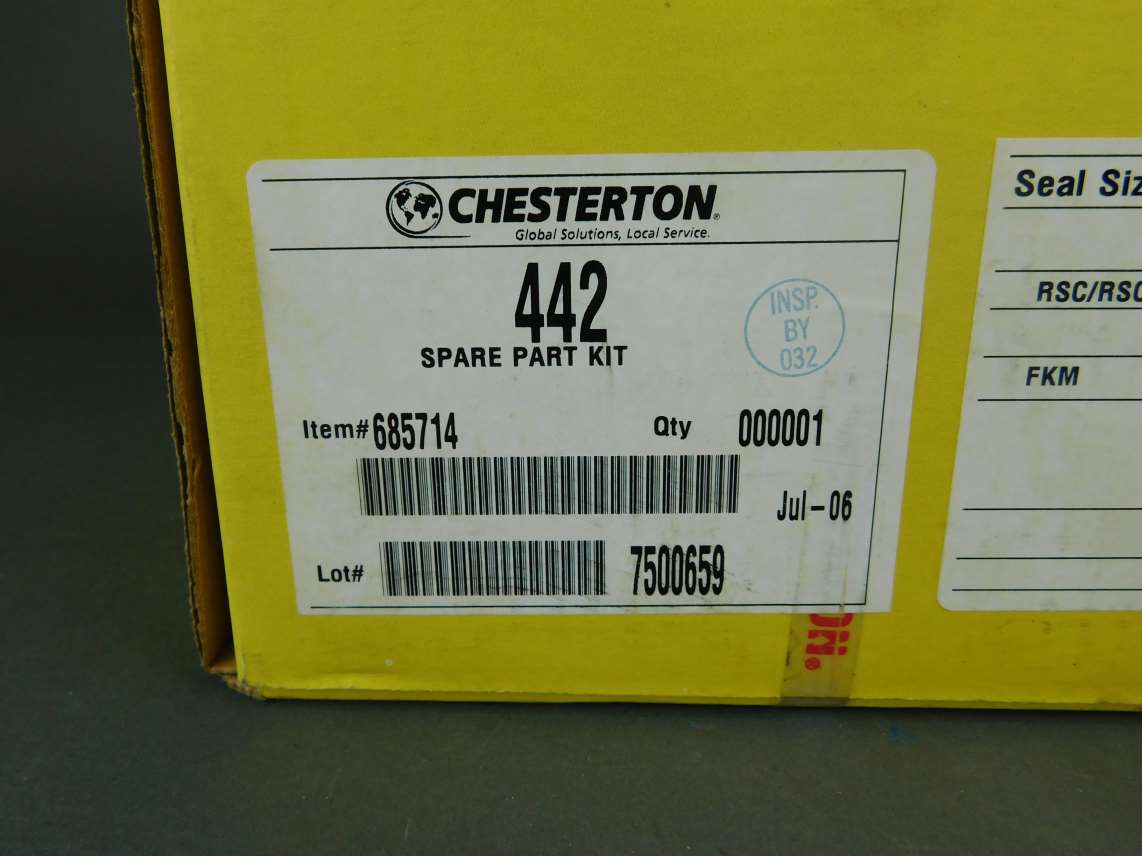 CHESTERTON®
Global Solutions, Local Service.
442
SPARE PART KIT
INSP.
BY
032
Item# 685714 Qty 000001
Jul-06
Lot# 7500659
Seal Siz
RSC/RSC
FKM